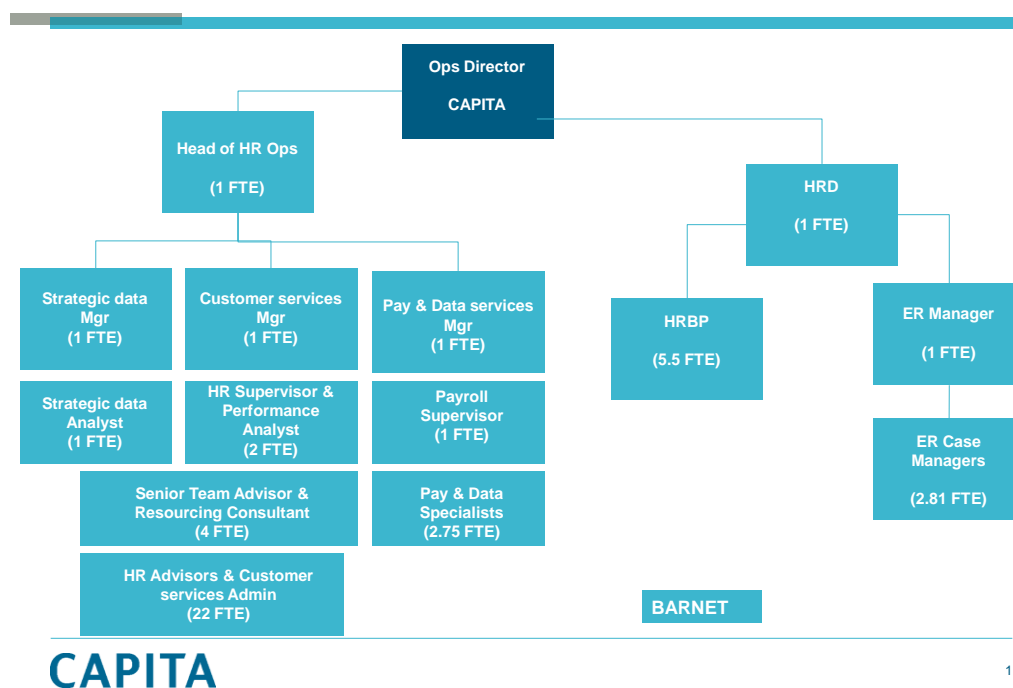 Ops Director
CAPITA
Head of HR Ops
(1 FTE)
HRD
(1 FTE)
Strategic data
Mgr
(1 FTE)
Customer services
Mgr
(1 FTE)
Pay & Data services
Mgr
(1 FTE)
HRBP
(5.5 FTE)
ER Manager
(1 FTE)
Strategic data
Analyst
(1 FTE)
HR Supervisor &
Performance
Analyst
(2 FTE)
Payroll
Supervisor
(1 FTE)
ER Case
Managers
(2.81 FTE)
Senior Team Advisor &
Resourcing Consultant
(4 FTE)
Pay & Data
Specialists
(2.75 FTE)
HR Advisors & Customer
services Admin
(22 FTE)
BARNET
CAPITA
1